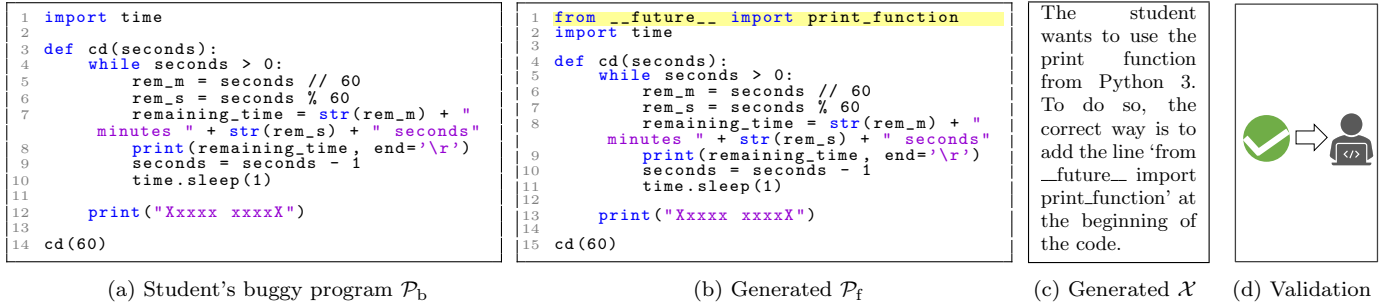 1 import time
2
3 def cd(seconds):
4     while seconds > 0:
5         rem_m = seconds // 60
6         rem_s = seconds % 60
7         remaining_time = str(rem_m) + "
      minutes " + str(rem_s) + " seconds"
8         print(remaining_time, end='\r')
9         seconds = seconds - 1
10         time.sleep(1)
11
12     print("Xxxxx xxxxX")
13
14 cd(60)
(a) Student's buggy program 𝒫b
1 from __future__ import print_function
2 import time
3
4 def cd(seconds):
5     while seconds > 0:
6         rem_m = seconds // 60
7         rem_s = seconds % 60
8         remaining_time = str(rem_m) + "
      minutes " + str(rem_s) + " seconds"
9         print(remaining_time, end='\r')
10         seconds = seconds - 1
11         time.sleep(1)
12
13     print("Xxxxx xxxxX")
14
15 cd(60)
(b) Generated 𝒫f
The student
wants to use the
print function
from Python 3.
To do so, the
correct way is to
add the line ‘from
__future__ import
print_function’ at
the beginning of
the code.
(c) Generated 𝒳
</>
(d) Validation